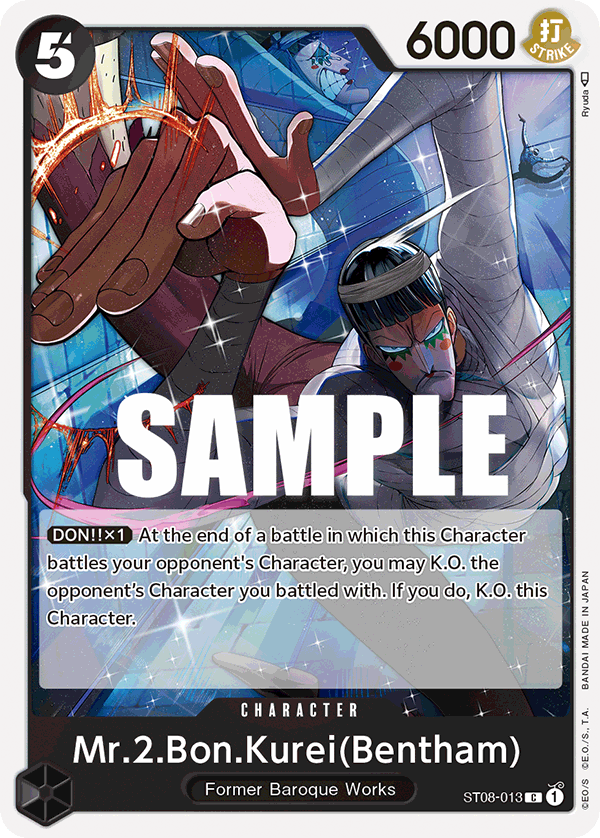 5
6000
打
STRIKE
Ryuda
SAMPLE
DON!!×1 At the end of a battle in which this Character
battles your opponent's Character, you may K.O. the
opponent's Character you battled with. If you do, K.O. this
Character.
CHARACTER
Mr.2.Bon.Kurei(Bentham)
Former Baroque Works
ST08-013 C 1
©EO/S ©E.O./S., T.A. BANDAI MADE IN JAPAN